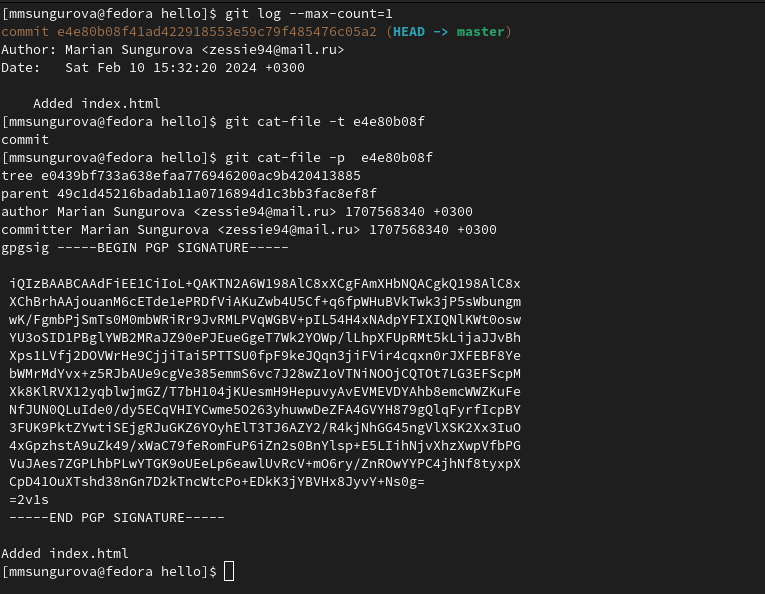 [mmsungurova@fedora hello]$ git log --max-count=1
commit e4e80b08f41ad422918553e59c79f485476c05a2 (HEAD -> master)
Author: Marian Sungurova <zessie94@mail.ru>
Date:   Sat Feb 10 15:32:20 2024 +0300

    Added index.html
[mmsungurova@fedora hello]$ git cat-file -t e4e80b08f
commit
[mmsungurova@fedora hello]$ git cat-file -p  e4e80b08f
tree e0439bf733a638efaa776946200ac9b420413885
parent 49c1d45216badab11a0716894d1c3bb3fac8ef8f
author Marian Sungurova <zessie94@mail.ru> 1707568340 +0300
committer Marian Sungurova <zessie94@mail.ru> 1707568340 +0300
gpgsig -----BEGIN PGP SIGNATURE-----

 iQIzBAABCAAdFiEE1CiIoL+QAKTN2A6W198AlC8xXCgFAmXHbNQACgkQ198AlC8x
 XChBrhAAjouanM6cETde1ePRDfViAKuZwb4U5Cf+q6fpWHuBVkTwk3jP5sWbungm
 wK/FgmbPjSmTs0M0mbWRiRr9JvRMLPVqWGBV+pIL54H4xNAdpYFIXIQNlKWt0osw
 YU3oSID1PBglYWB2MRaJZ90ePJEueGgeT7Wk2YOWp/lLhpXFUpRMt5kLijaJJvBh
 Xps1LVfj2DOVWrHe9CjjiTai5PTTSU0fpF9keJQqn3jiFVir4cqxn0rJXFEBF8Ye
 bWMrMdYvx+z5RJbAUe9cgVe385emmS6vc7J28wZ1oVTNiNOOjCQTOt7LG3EFScpM
 Xk8KlRVX12yqblwjmGZ/T7bH104jKUesmH9HepuvyAvEVMEVDYAhb8emcWWZKuFe
 NfJUN0QLuIde0/dy5ECqVHIYCwme5O263yhuwwDeZFA4GVYH879gQlqFyrfIcpBY
 3FUK9PktZYwtiSEjgRJuGKZ6YOyhElT3TJ6AZY2/R4kjNhGG45ngVlXSK2Xx3IuO
 4xGpzhstA9uZk49/xWaC79feRomFuP6iZn2s0BnYlsp+E5LIihNjvXhzXwpVfbPG
 VuJAes7ZGPLhbPLwYTGK9oUEeLp6eawlUvRcV+mO6ry/ZnROwYYPC4jhNf8tyxpX
 CpD41OuXTshd38nGn7D2kTncWtcPo+EDkK3jYBVHx8JyvY+Ns0g=
 =2v1s
 -----END PGP SIGNATURE-----

Added index.html
[mmsungurova@fedora hello]$